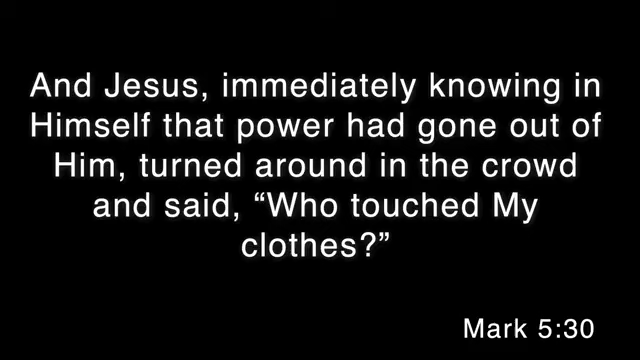 And Jesus, immediately knowing in
Himself that power had gone out of
Him, turned around in the crowd
and said, “Who touched My
clothes?”
Mark 5:30